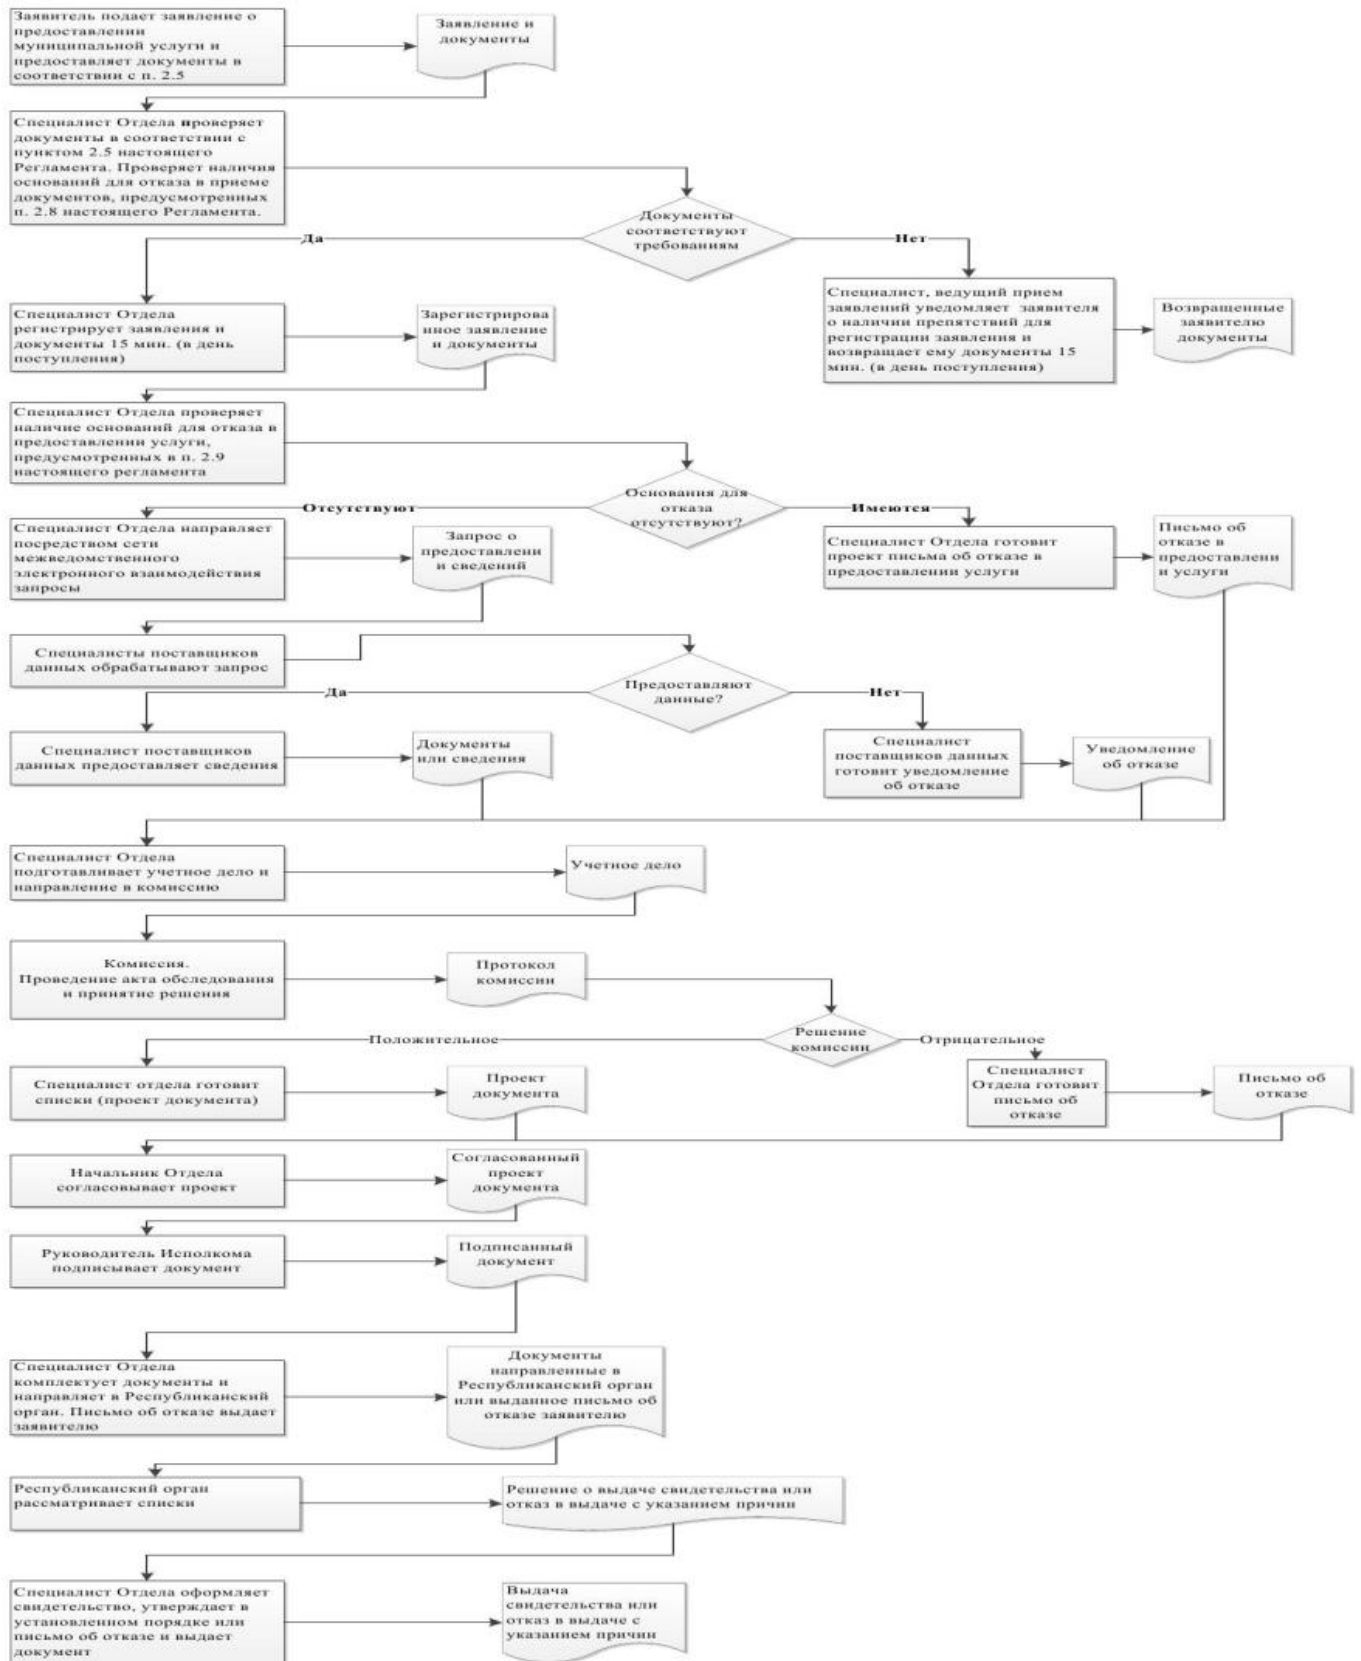 Заявитель подает заявление о
предоставлении
муниципальной услуги и
предоставляет документы в
соответствии с п. 2.5
Заявление и
документы
Специалист Отдела проверяет
документы в соответствии с
пунктом 2.5 настоящего
Регламента. Проверяет наличия
оснований для отказа в приеме
документов, предусмотренных
п. 2.8 настоящего Регламента.
Документы
соответствуют
требованиям
Да
Нет
Специалист Отдела
регистрирует заявления и
документы 15 мин. (в день
поступления)
Зарегистрирова
нное заявление
и документы
Специалист, ведущий прием
заявлений уведомляет заявителя
о наличии препятствий для
регистрации заявления и
возвращает ему документы 15
мин. (в день поступления)
Возвращенные
заявителю
документы
Специалист Отдела проверяет
наличие оснований для отказа в
предоставлении услуги,
предусмотренных в п. 2.9
настоящего регламента
Основания для
отказа
отсутствуют?
Отсутствуют
Имеются
Специалист Отдела направляет
посредством сети
межведомственного
электронного взаимодействия
запросы
Запрос о
предоставлени
и сведений
Специалист Отдела готовит
проект письма об отказе в
предоставлении услуги
Письмо об
отказе в
предоставлени
и услуги
Специалисты поставщиков
данных обрабатывают запрос
Предоставляют
данные?
Да
Нет
Специалист поставщиков
данных предоставляет сведения
Документы
или сведения
Специалист
поставщиков данных
готовит уведомление
об отказе
Уведомление
об отказе
Специалист Отдела
подготавливает учетное дело и
направление в комиссию
Учетное дело
Комиссия.
Проведение акта обследования
и принятие решения
Протокол
комиссии
Решение
комиссии
Положительное
Отрицательное
Специалист отдела готовит
списки (проект документа)
Проект
документа
Специалист
Отдела готовит
письмо об
отказе
Письмо об
отказе
Начальник Отдела
согласовывает проект
Согласованный
проект
документа
Руководитель Исполкома
подписывает документ
Подписанный
документ
Специалист Отдела
комплектует документы и
направляет в Республиканский
орган. Письмо об отказе выдает
заявителю
Документы
направленные в
Республиканский орган
или выданное письмо об
отказе заявителю
Республиканский орган
рассматривает списки
Решение о выдаче свидетельства или
отказ в выдаче с указанием причин
Специалист Отдела оформляет
свидетельство, утверждает в
установленном порядке или
письмо об отказе и выдает
документ
Выдача
свидетельства или
отказ в выдаче с
указанием причин